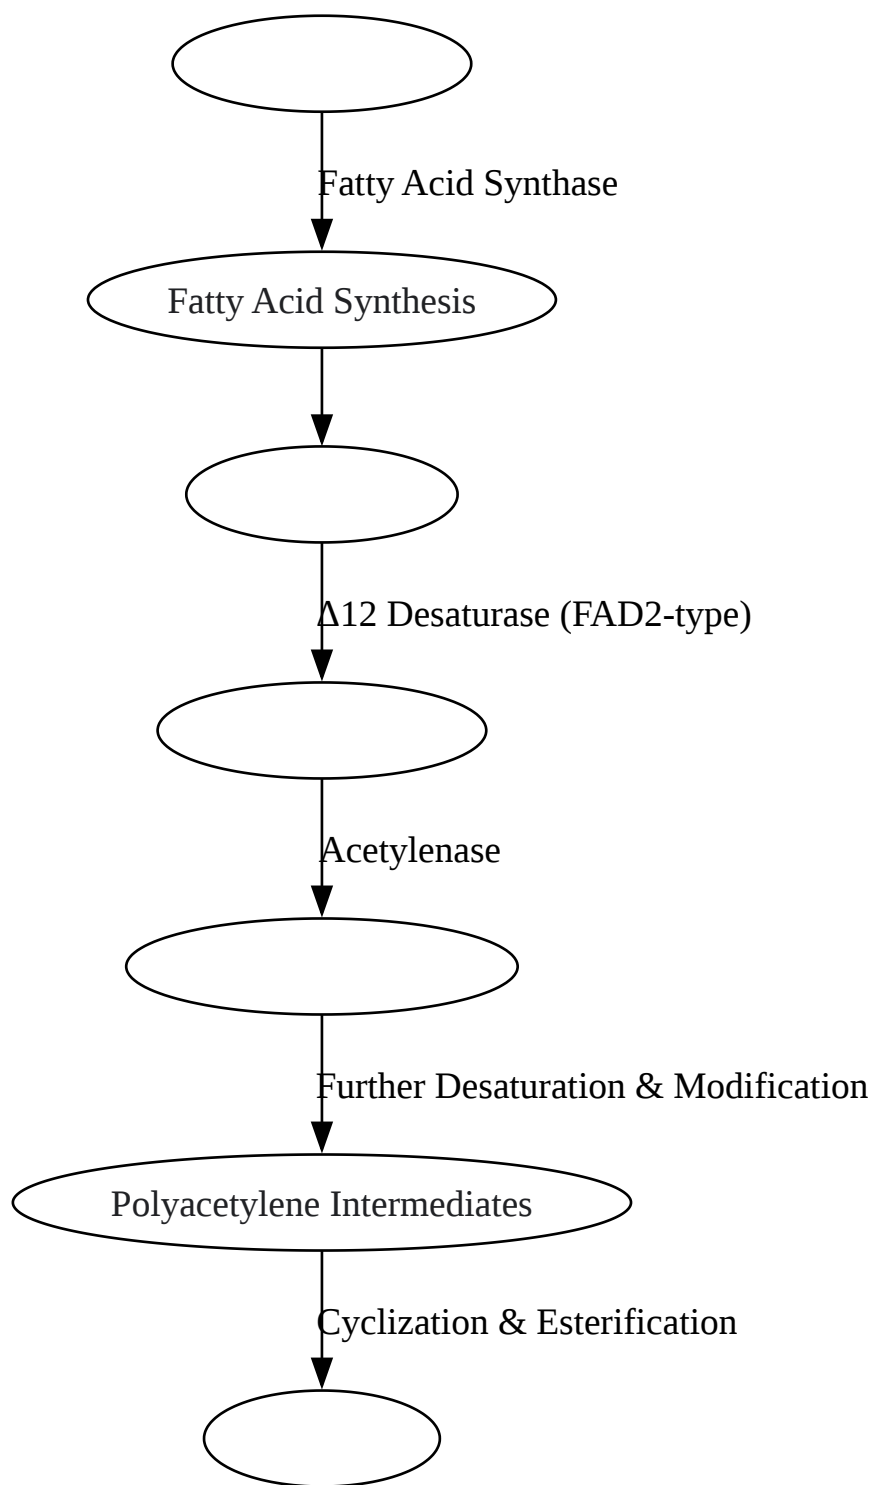 Fatty Acid Synthase
Fatty Acid Synthesis
Δ12 Desaturase (FAD2-type)
Acetylenase
Further Desaturation & Modification
Polyacetylene Intermediates
Cyclization & Esterification